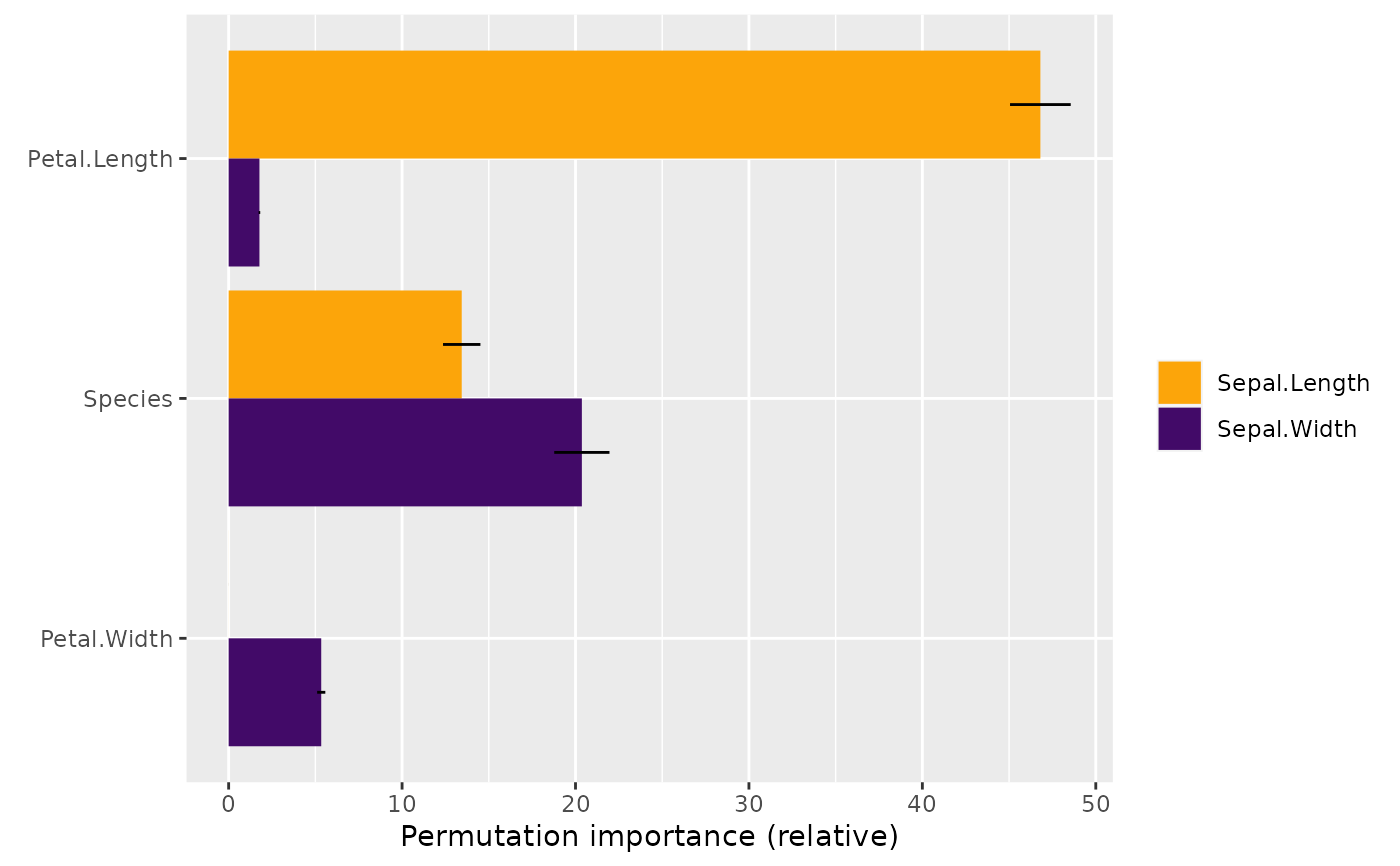 Petal.Length
Species
Petal.Width
0 10 20 30 40 50
Permutation importance (relative)
Sepal.Length
Sepal.Width